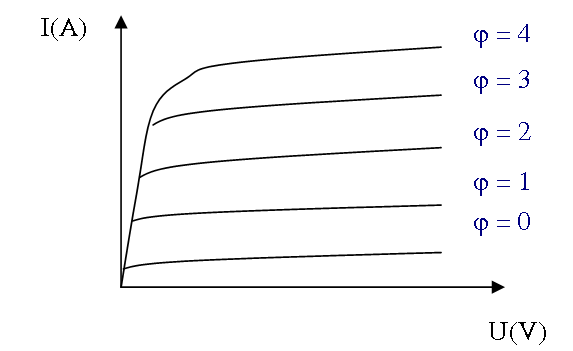 I(A)
φ = 4
φ = 3
φ = 2
φ = 1
φ = 0
U(V)